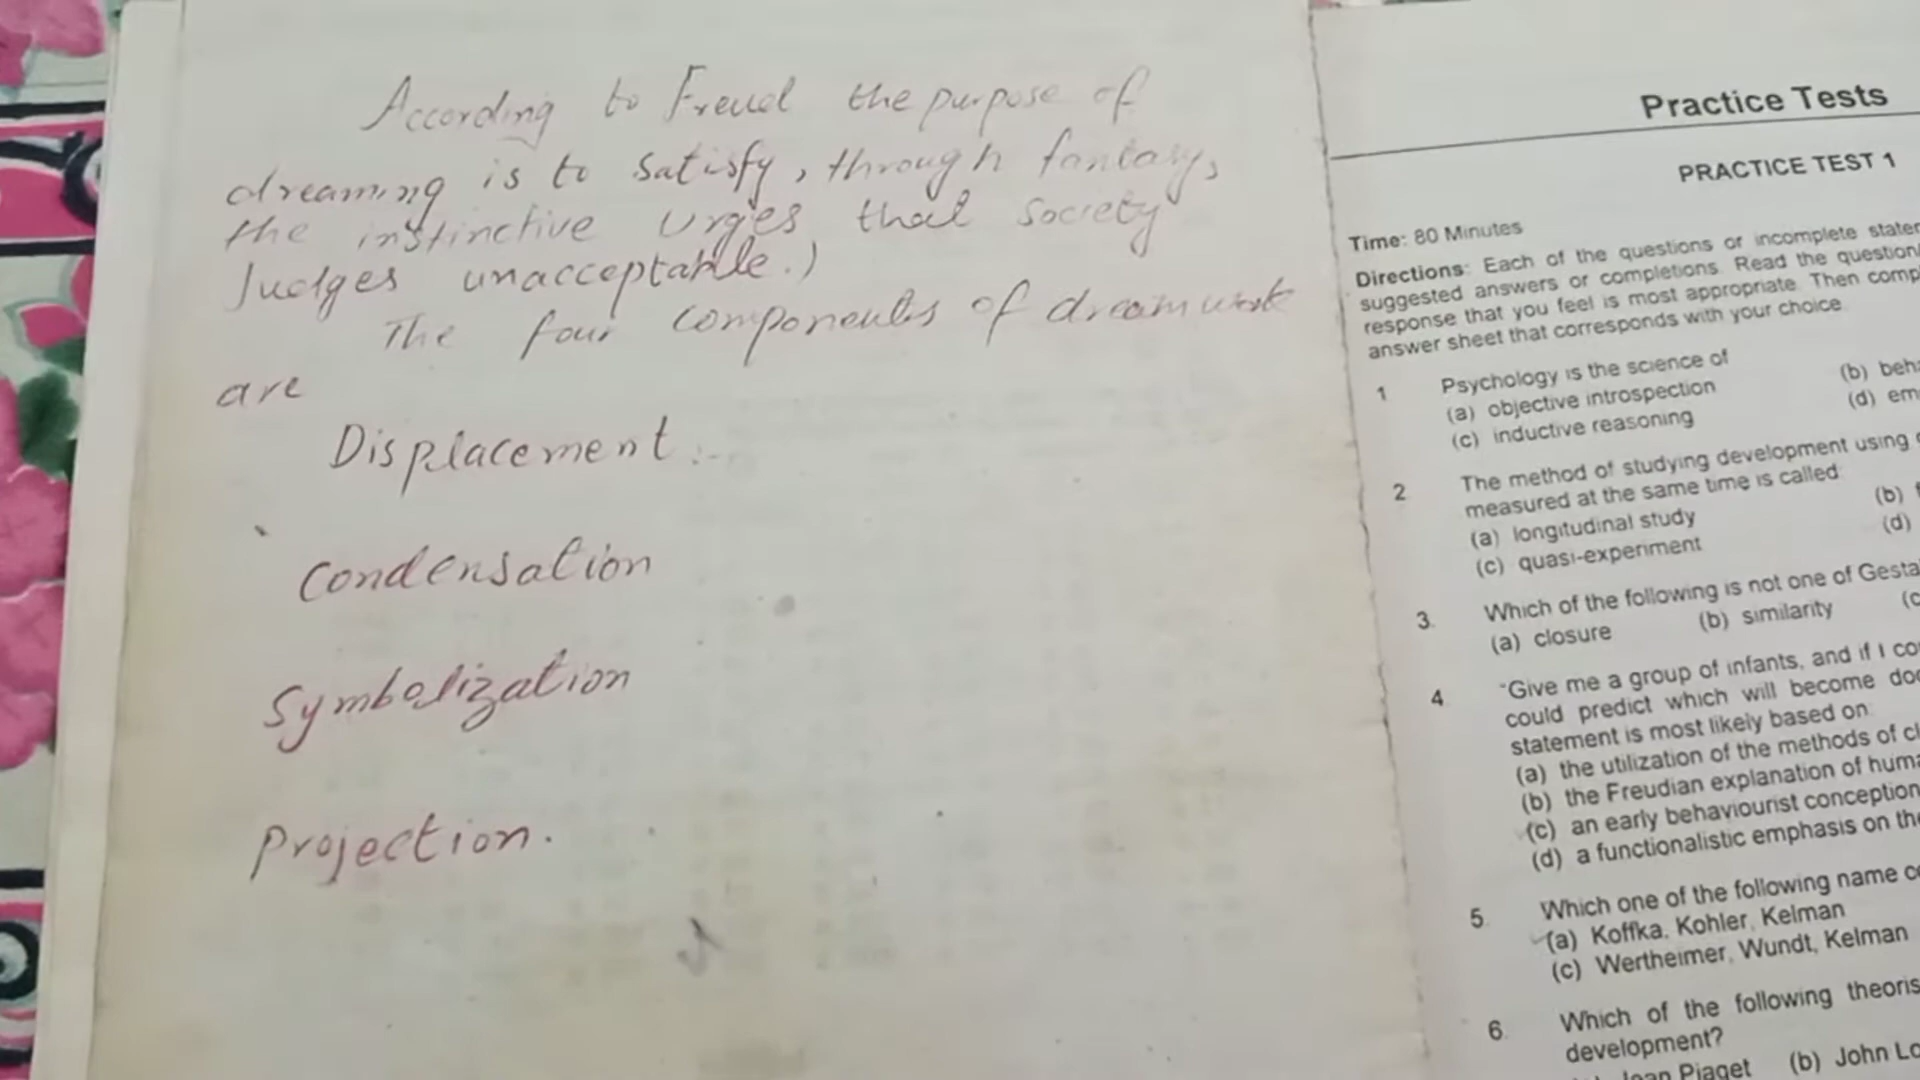 According to Freud the purpose of
dreaming is to satisfy, through fantasy,
the instinctive urges that society
Judges unacceptable.)
The four components of dream work
are
Displacement :-
Condensation
Symbolization
Projection.
Practice Tests
PRACTICE TEST 1
Time: 80 Minutes
Directions: Each of the questions or incomplete
suggested answers or completions. Read the question
response that you feel is most appropriate. Then
answer sheet that corresponds with your choice.
1 Psychology is the science of
(a) objective introspection (b)
(c) inductive reasoning (d)
2 The method of studying development using
measured at the same time is called:
(a) longitudinal study (b)
(c) quasi-experiment (d)
3. Which of the following is not one of
(a) closure (b) similarity
4 "Give me a group of infants, and if I
could predict which will become
statement is most likely based on:
(a) the utilization of the methods of
(b) the Freudian explanation of
(c) an early behaviourist conception
(d) a functionalistic emphasis on
5. Which one of the following name
(a) Koffka, Kohler, Kelman
(c) Wertheimer, Wundt, Kelman
6. Which of the following
development?
Piaget (b) John